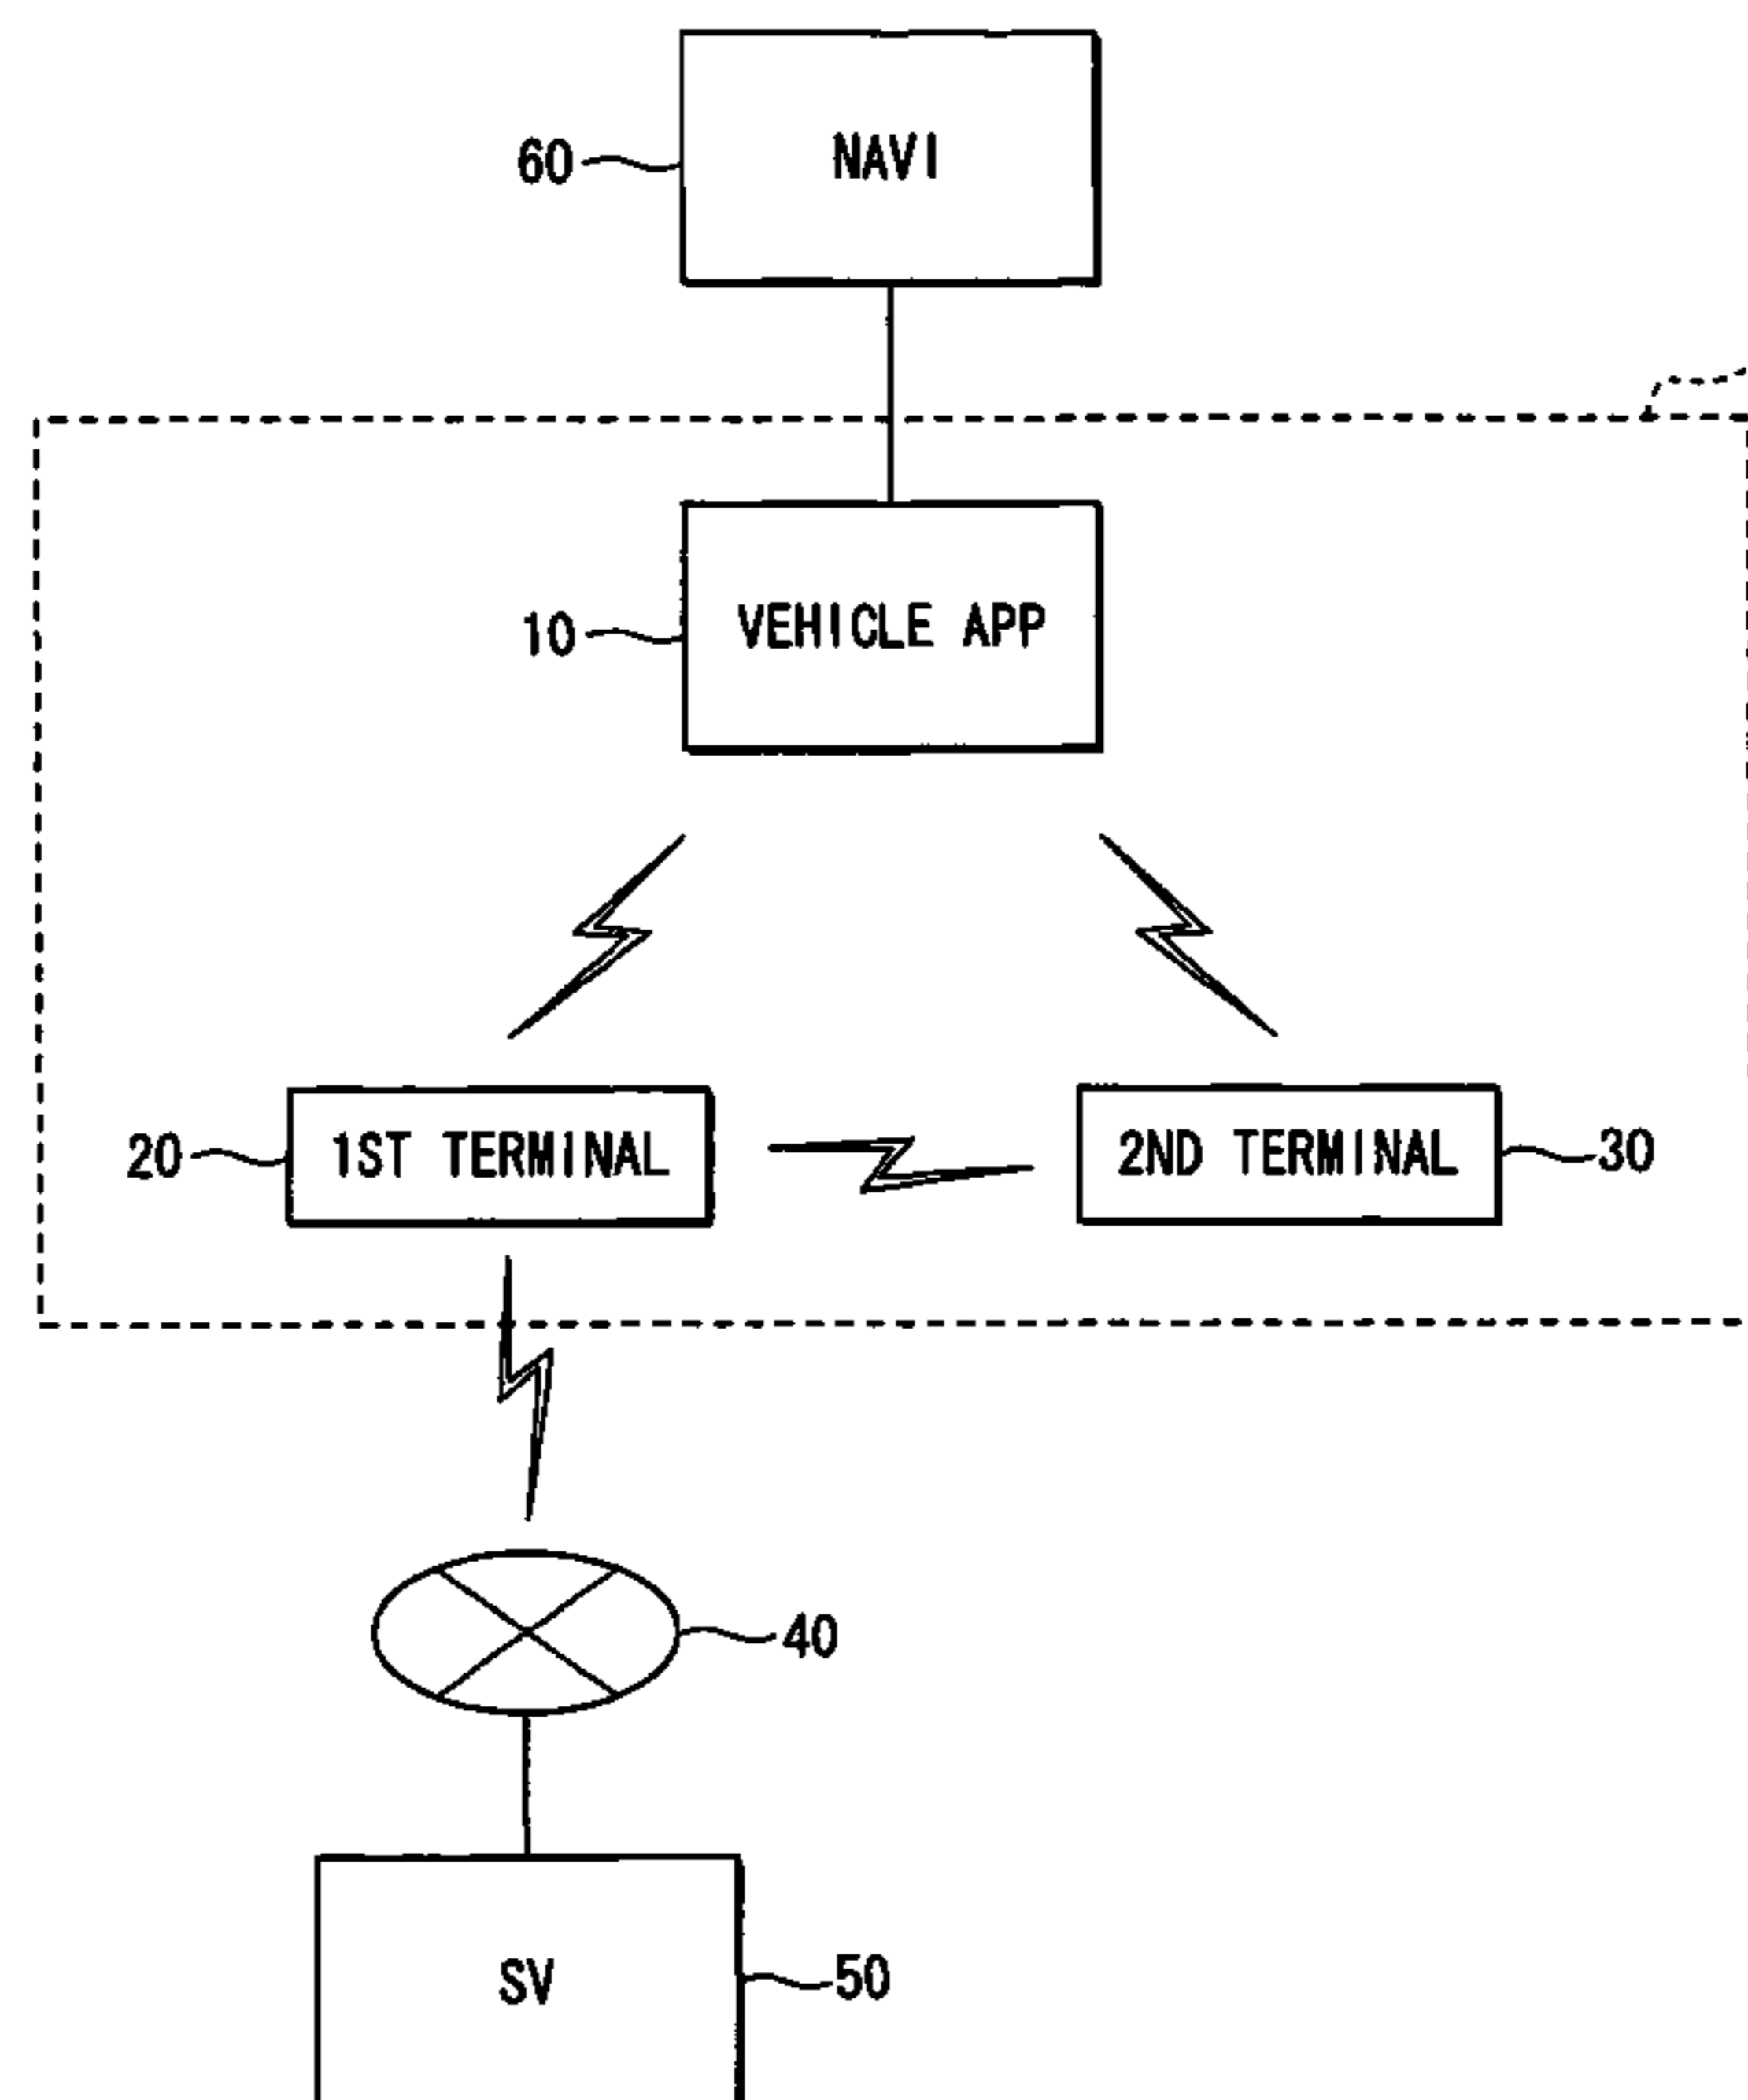 60
NAVI
10
VEHICLE APP
20
1ST TERMINAL
2ND TERMINAL
30
40
SV
50